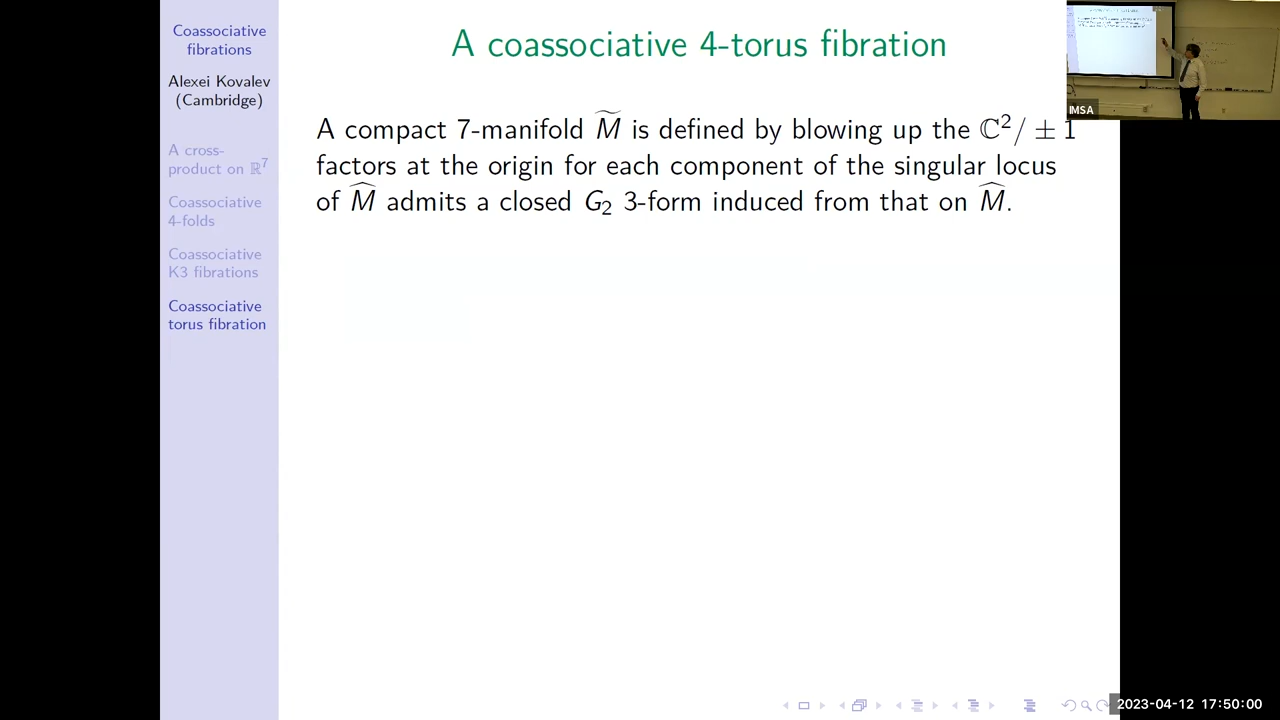 Coassociative
fibrations
Alexei Kovalev
(Cambridge)
A cross-
product on ℝ⁷
Coassociative
4-folds
Coassociative
K3 fibrations
Coassociative
torus fibration
A coassociative 4-torus fibration
A compact 7-manifold M̃ is defined by blowing up the ℂ²/ ± 1
factors at the origin for each component of the singular locus
of M̂ admits a closed G₂ 3-form induced from that on M̂.
IMSA
2023-04-12 17:50:00